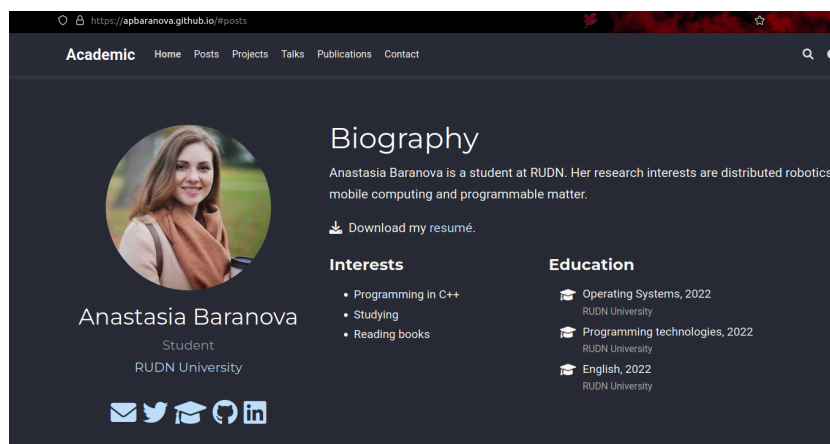 https://apbaranova.github.io/#posts
Academic Home Posts Projects Talks Publications Contact
Biography
Anastasia Baranova is a student at RUDN. Her research interests are distributed robotics
mobile computing and programmable matter.
Download my resumé.
Interests
Programming in C++
Studying
Reading books
Education
Operating Systems, 2022
RUDN University
Programming technologies, 2022
RUDN University
English, 2022
RUDN University
Anastasia Baranova
Student
RUDN University